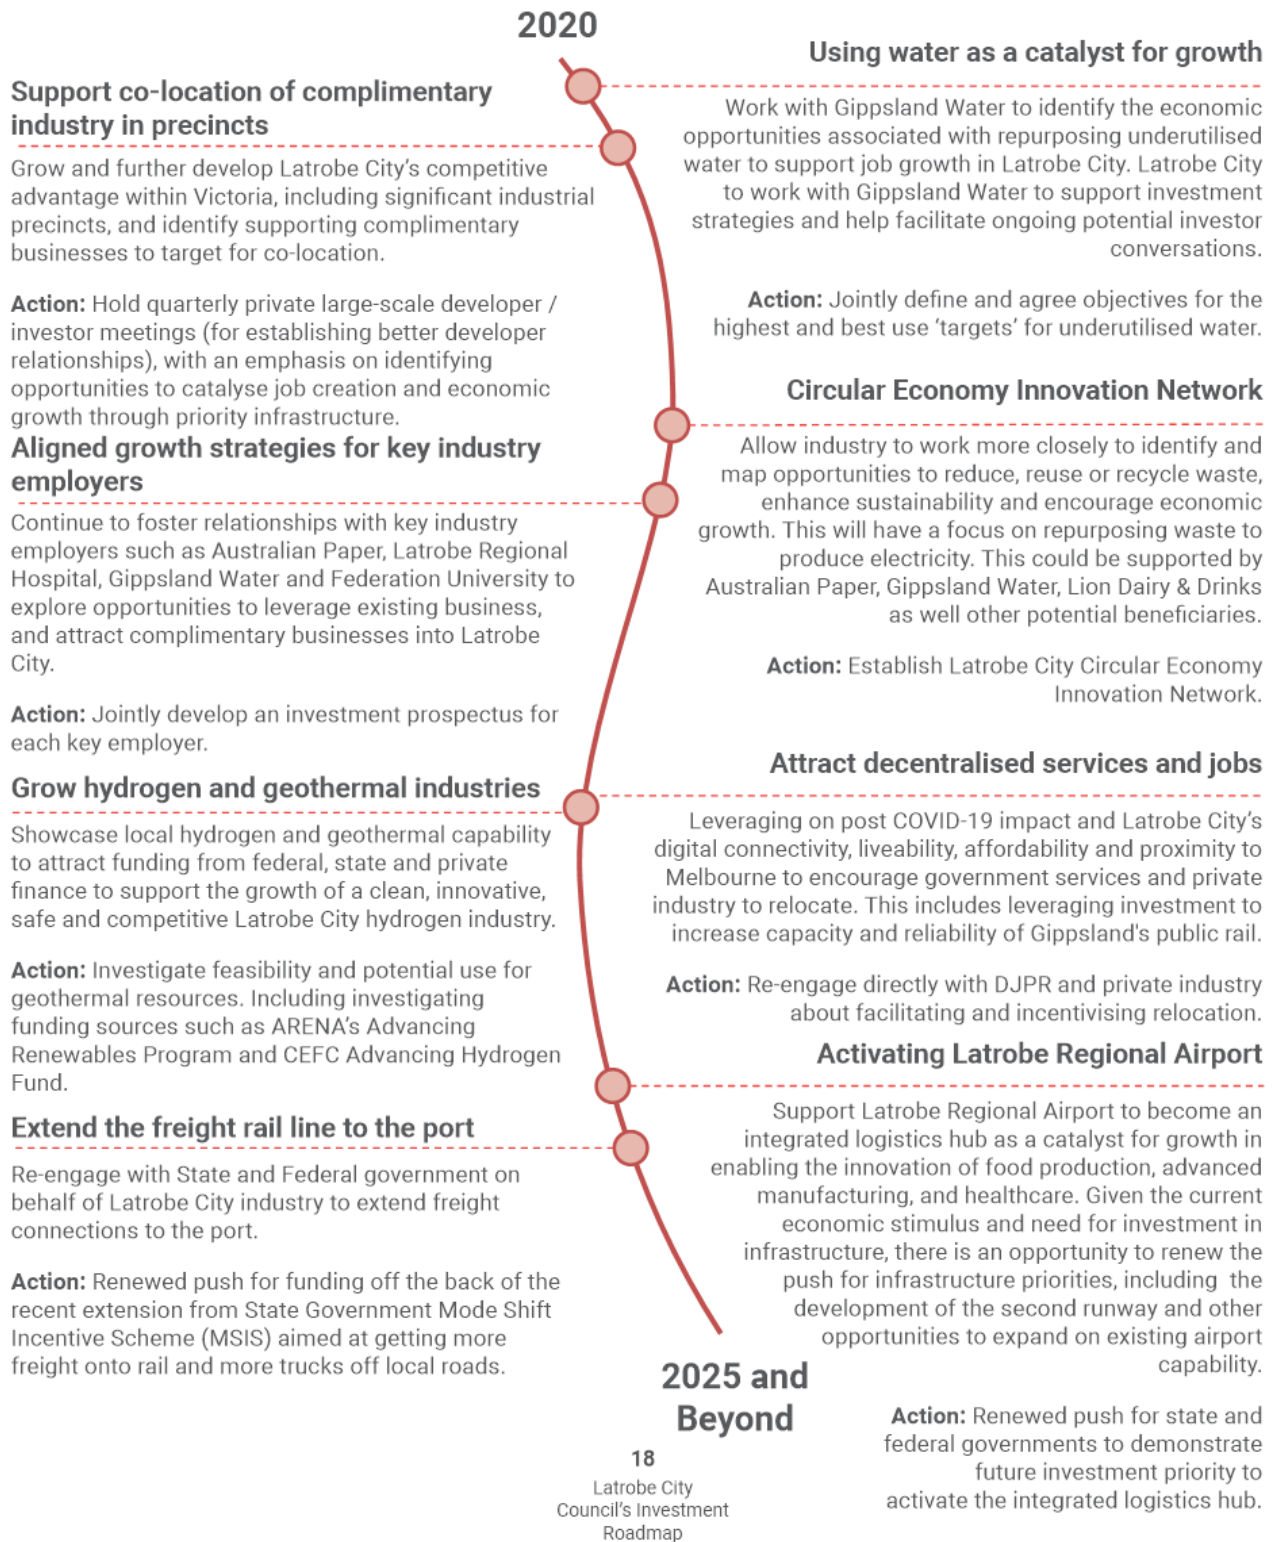 2020
Using water as a catalyst for growth
Work with Gippsland Water to identify the economic
opportunities associated with repurposing underutilised
water to support job growth in Latrobe City. Latrobe City
to work with Gippsland Water to support investment
strategies and help facilitate ongoing potential investor
conversations.
Action: Jointly define and agree objectives for the
highest and best use ‘targets’ for underutilised water.
Support co-location of complimentary
industry in precincts
Grow and further develop Latrobe City’s competitive
advantage within Victoria, including significant industrial
precincts, and identify supporting complimentary
businesses to target for co-location.
Action: Hold quarterly private large-scale developer /
investor meetings (for establishing better developer
relationships), with an emphasis on identifying
opportunities to catalyse job creation and economic
growth through priority infrastructure.
Circular Economy Innovation Network
Allow industry to work more closely to identify and
map opportunities to reduce, reuse or recycle waste,
enhance sustainability and encourage economic
growth. This will have a focus on repurposing waste to
produce electricity. This could be supported by
Australian Paper, Gippsland Water, Lion Dairy & Drinks
as well other potential beneficiaries.
Action: Establish Latrobe City Circular Economy
Innovation Network.
Aligned growth strategies for key industry
employers
Continue to foster relationships with key industry
employers such as Australian Paper, Latrobe Regional
Hospital, Gippsland Water and Federation University to
explore opportunities to leverage existing business,
and attract complimentary businesses into Latrobe
City.
Action: Jointly develop an investment prospectus for
each key employer.
Attract decentralised services and jobs
Leveraging on post COVID-19 impact and Latrobe City’s
digital connectivity, liveability, affordability and proximity to
Melbourne to encourage government services and private
industry to relocate. This includes leveraging investment to
increase capacity and reliability of Gippsland's public rail.
Action: Re-engage directly with DJPR and private industry
about facilitating and incentivising relocation.
Grow hydrogen and geothermal industries
Showcase local hydrogen and geothermal capability
to attract funding from federal, state and private
finance to support the growth of a clean, innovative,
safe and competitive Latrobe City hydrogen industry.
Action: Investigate feasibility and potential use for
geothermal resources. Including investigating
funding sources such as ARENA’s Advancing
Renewables Program and CEFC Advancing Hydrogen
Fund.
Activating Latrobe Regional Airport
Support Latrobe Regional Airport to become an
integrated logistics hub as a catalyst for growth in
enabling the innovation of food production, advanced
manufacturing, and healthcare. Given the current
economic stimulus and need for investment in
infrastructure, there is an opportunity to renew the
push for infrastructure priorities, including the
development of the second runway and other
opportunities to expand on existing airport
capability.
Action: Renewed push for state and
federal governments to demonstrate
future investment priority to
activate the integrated logistics hub.
Extend the freight rail line to the port
Re-engage with State and Federal government on
behalf of Latrobe City industry to extend freight
connections to the port.
Action: Renewed push for funding off the back of the
recent extension from State Government Mode Shift
Incentive Scheme (MSIS) aimed at getting more
freight onto rail and more trucks off local roads.
2025 and
Beyond
18
Latrobe City
Council’s Investment
Roadmap